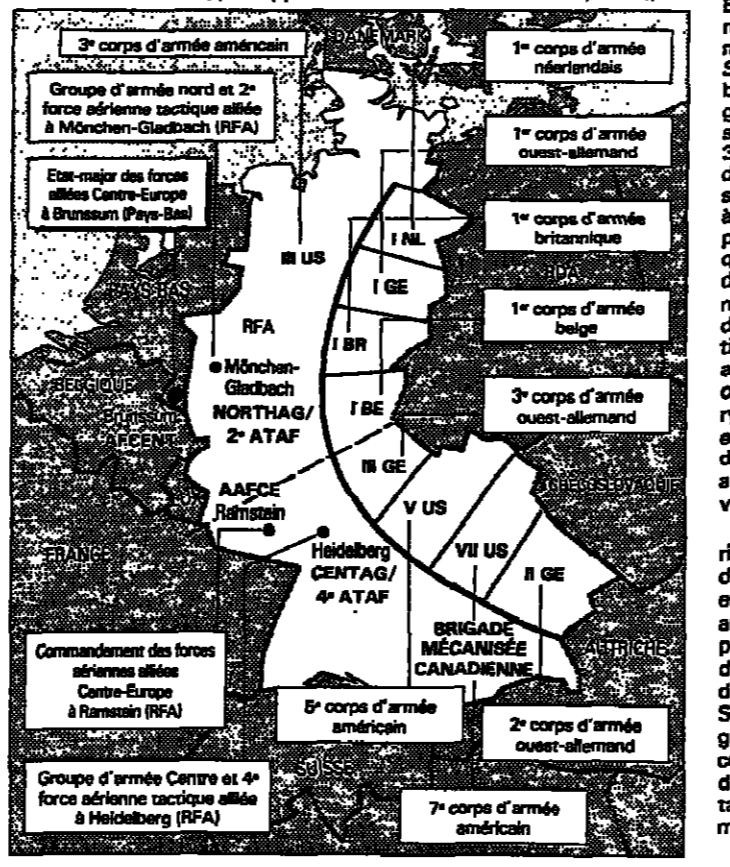 3e corps d'armée américain
DANEMARK
1er corps d'armée
néerlandais
Groupe d'armée nord et 2e
force aérienne tactique alliée
à Mönchen-Gladbach (RFA)
1er corps d'armée
ouest-allemand
Etat-major des forces
alliées Centre-Europe
à Brunssum (Pays-Bas)
1er corps d'armée
britannique
I NL
III US
RDA
I GE
PAYS-BAS
1er corps d'armée
belge
RFA
I BR
Mönchen-
Gladbach
NORTHAG/
2e ATAF
BELGIQUE
Brunssum
AFCENT
I BE
3e corps d'armée
ouest-allemand
III GE
TCHECOSLOVAQUIE
AAFCE
Ramstein
V US
FRANCE
Heidelberg
CENTAG/
4e ATAF
VII US
II GE
BRIGADE
MÉCANISÉE
CANADIENNE
AUTRICHE
Commandement des forces
aériennes alliées
Centre-Europe
à Ramstein (RFA)
5e corps d'armée
américain
2e corps d'armée
ouest-allemand
SUISSE
Groupe d'armée Centre et 4e
force aérienne tactique alliée
à Heidelberg (RFA)
7e corps d'armée
américain